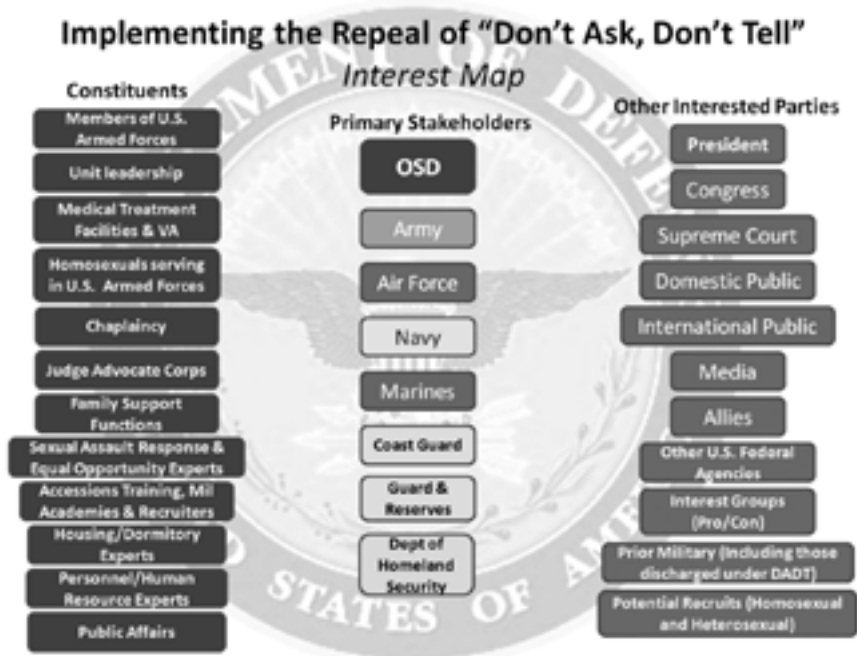 Implementing the Repeal of “Don’t Ask, Don’t Tell”
Interest Map
Constituents
Members of U.S.
Armed Forces
Unit leadership
Medical Treatment
Facilities & VA
Homosexuals serving
in U.S. Armed Forces
Chaplaincy
Judge Advocate Corps
Family Support
Functions
Sexual Assault Response &
Equal Opportunity Experts
Accessions Training, Mil
Academies & Recruiters
Housing/Dormitory
Experts
Personnel/Human
Resource Experts
Public Affairs
Primary Stakeholders
OSD
Army
Air Force
Navy
Marines
Coast Guard
Guard &
Reserves
Dept of
Homeland
Security
Other Interested Parties
President
Congress
Supreme Court
Domestic Public
International Public
Media
Allies
Other U.S. Federal
Agencies
Interest Groups
(Pro/Con)
Prior Military (Including those
discharged under DADT)
Potential Recruits (Homosexual
and Heterosexual)